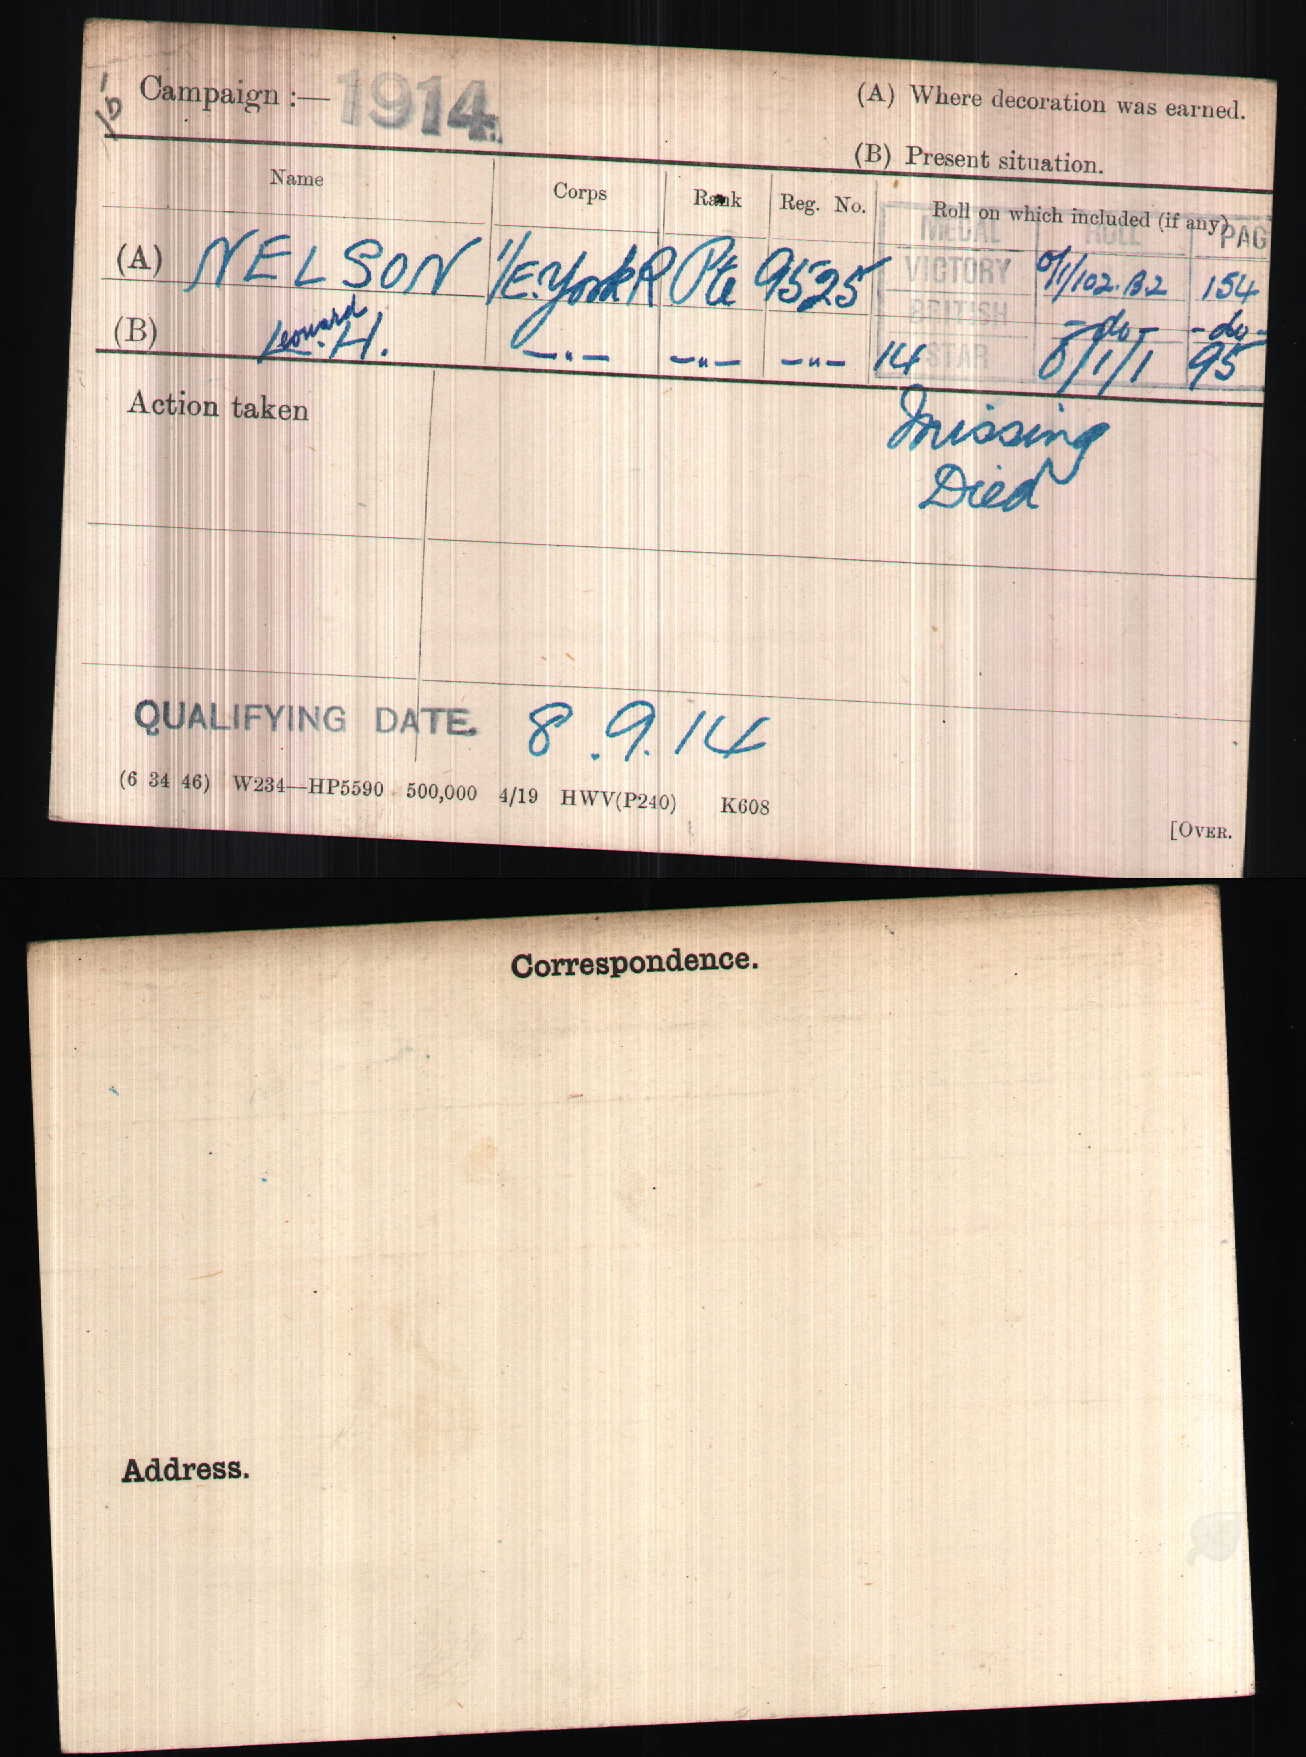 Campaign :— 1914.
(A) Where decoration was earned.
(B) Present situation.
Name Corps Rank Reg. No. Roll on which included (if any)
MEDAL ROLL PAG
(A) NELSON 1/E.York R Pte 9525 VICTORY O/1/102.B.2 154
BRITISH -do- -do-
(B) Leonard H. —"— —"— —"— 14 STAR O/1/1 95
Action taken
Missing
Died
QUALIFYING DATE. 8.9.14
(6 34 46) W234—HP5590 500,000 4/19 HWV(P240) K608
[OVER.
Correspondence.
Address.